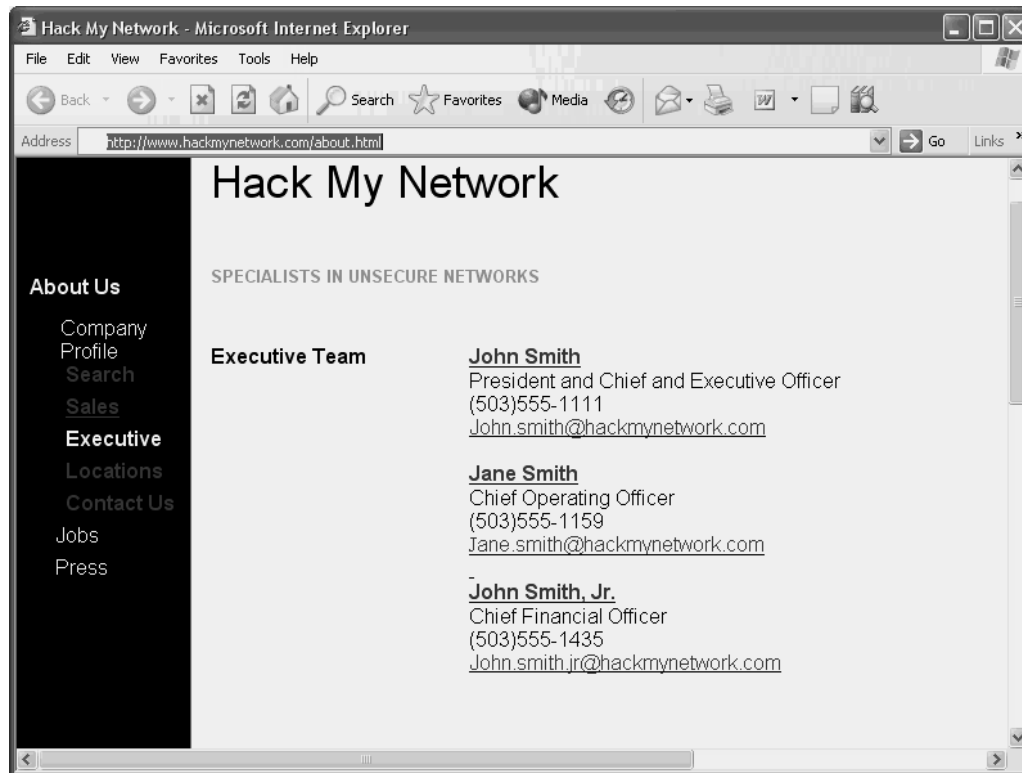 Hack My Network - Microsoft Internet Explorer
File Edit View Favorites Tools Help
Back Search Favorites Media
Address http://www.hackmynetwork.com/about.html Go Links
Hack My Network
SPECIALISTS IN UNSECURE NETWORKS
About Us
Company
Profile
Search
Sales
Executive
Locations
Contact Us
Jobs
Press
Executive Team
John Smith
President and Chief and Executive Officer
(503)555-1111
John.smith@hackmynetwork.com
Jane Smith
Chief Operating Officer
(503)555-1159
Jane.smith@hackmynetwork.com
John Smith, Jr.
Chief Financial Officer
(503)555-1435
John.smith.jr@hackmynetwork.com